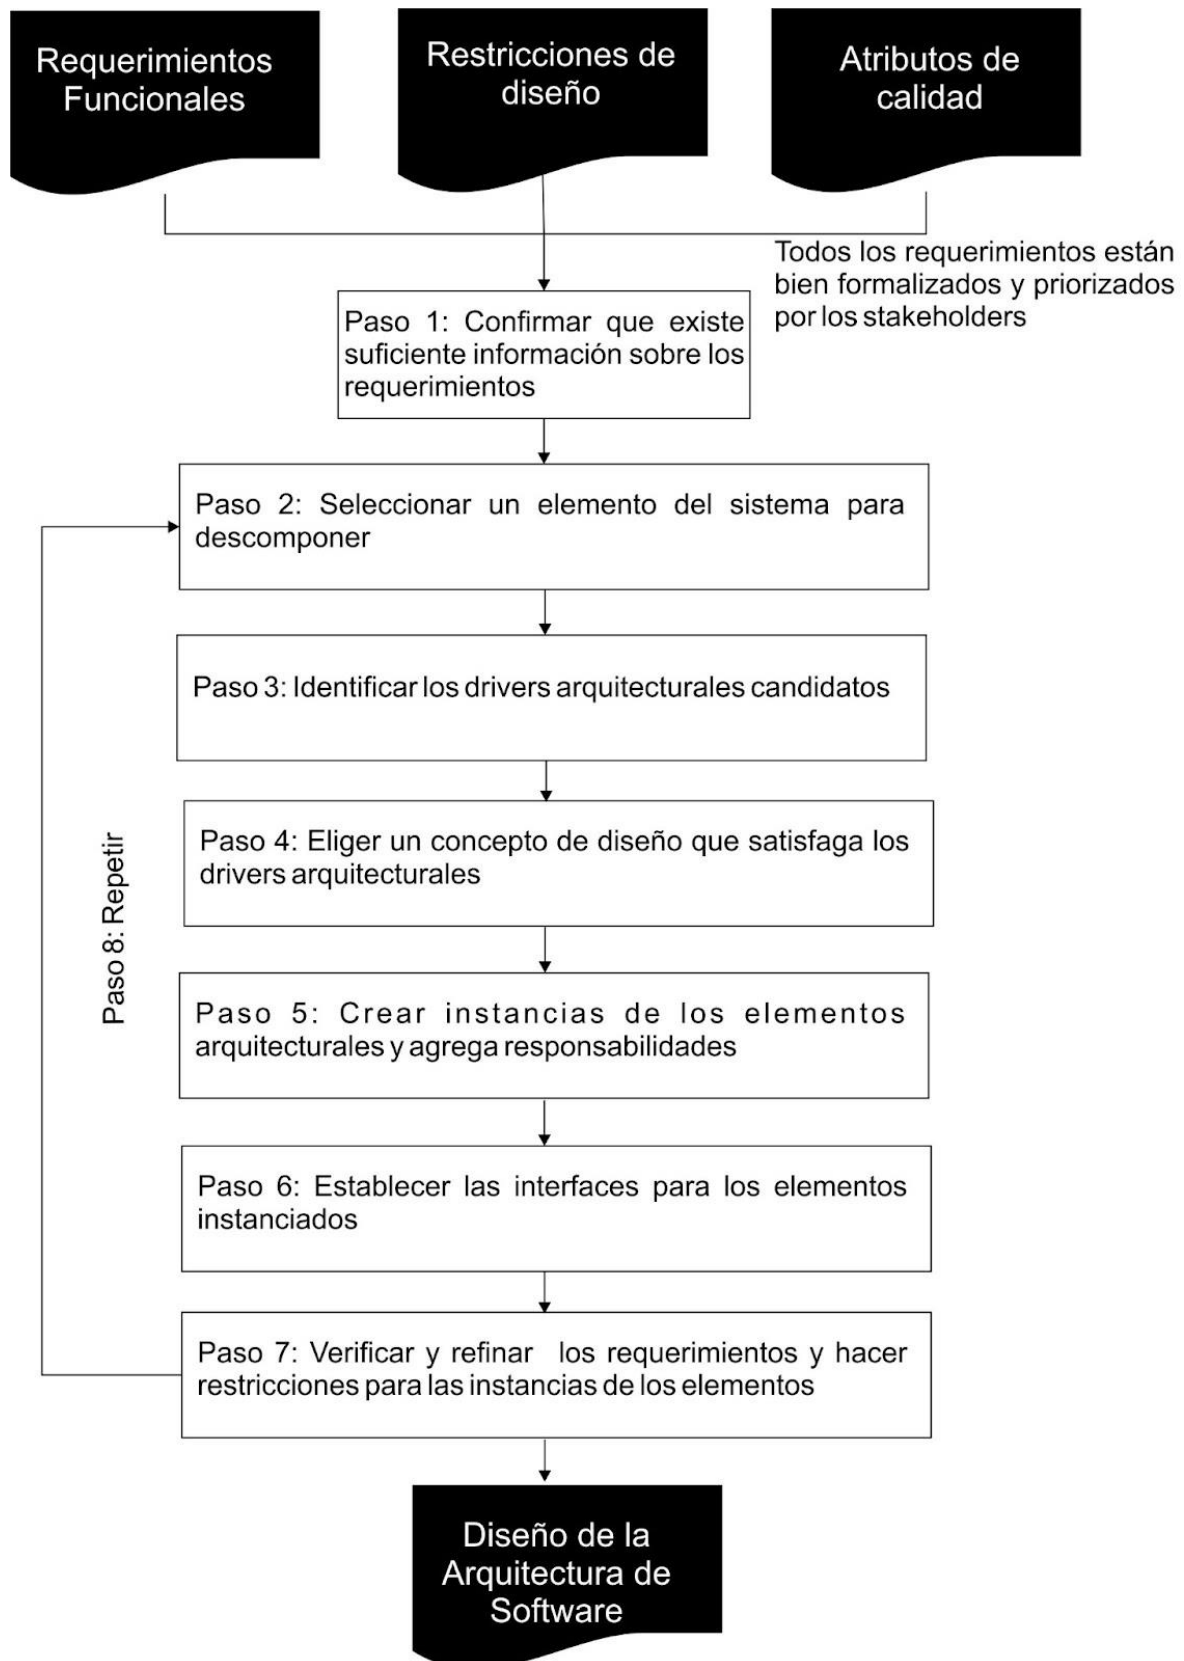 Requerimientos
Funcionales
Restricciones de
diseño
Atributos de
calidad
Todos los requerimientos están
bien formalizados y priorizados
por los stakeholders
Paso 1: Confirmar que existe
suficiente información sobre los
requerimientos
Paso 2: Seleccionar un elemento del sistema para
descomponer
Paso 3: Identificar los drivers arquitecturales candidatos
Paso 4: Eliger un concepto de diseño que satisfaga los
drivers arquitecturales
Paso 5: Crear instancias de los elementos
arquitecturales y agrega responsabilidades
Paso 6: Establecer las interfaces para los elementos
instanciados
Paso 7: Verificar y refinar los requerimientos y hacer
restricciones para las instancias de los elementos
Paso 8: Repetir
Diseño de la
Arquitectura de
Software